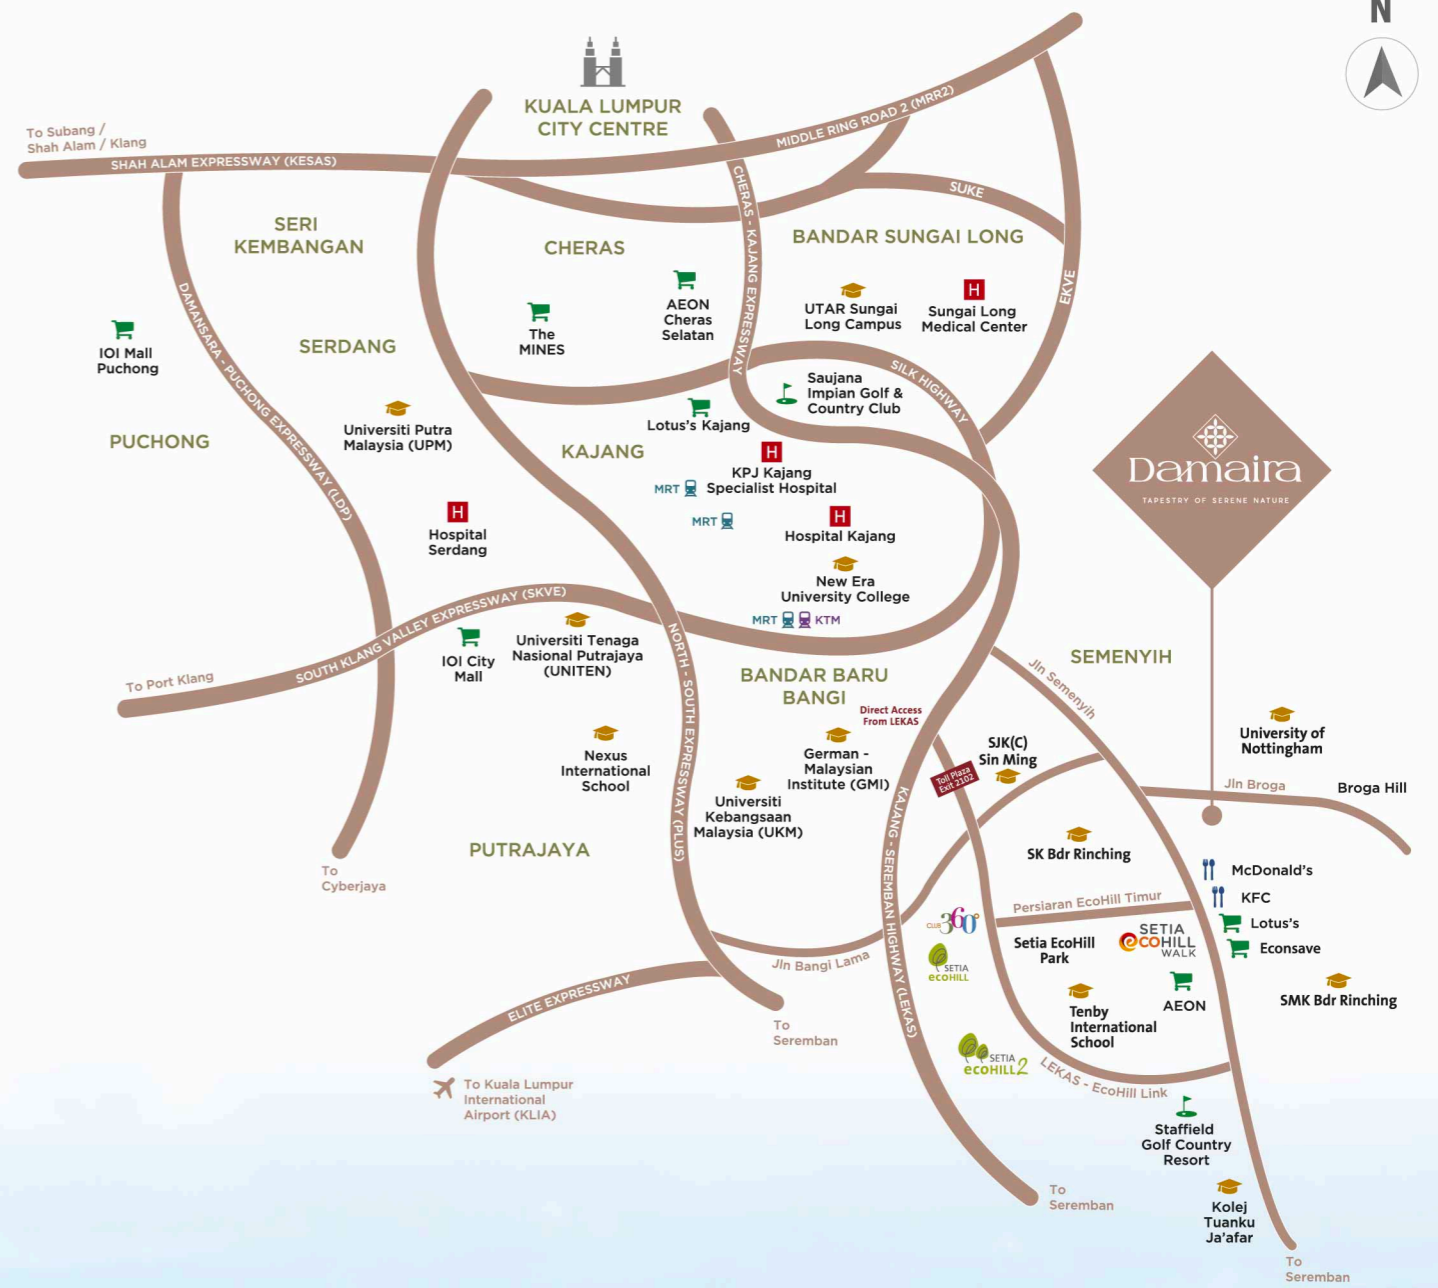 N
KUALA LUMPUR
CITY CENTRE
To Subang /
Shah Alam / Klang
SHAH ALAM EXPRESSWAY (KESAS)
MIDDLE RING ROAD 2 (MRR2)
CHERAS - KAJANG EXPRESSWAY
SUKE
EKVE
SERI
KEMBANGAN
CHERAS
BANDAR SUNGAI LONG
DAMANSARA - PUCHONG EXPRESSWAY (LDP)
AEON
Cheras
Selatan
UTAR Sungai
Long Campus
H
Sungai Long
Medical Center
The
MINES
IOI Mall
Puchong
SERDANG
SILK HIGHWAY
Saujana
Impian Golf &
Country Club
Lotus's Kajang
Universiti Putra
Malaysia (UPM)
PUCHONG
KAJANG
H
KPJ Kajang
Specialist Hospital
MRT
MRT
Damaira
TAPESTRY OF SERENE NATURE
H
Hospital
Serdang
H
Hospital Kajang
New Era
University College
MRT
KTM
SOUTH KLANG VALLEY EXPRESSWAY (SKVE)
To Port Klang
IOI City
Mall
Universiti Tenaga
Nasional Putrajaya
(UNITEN)
NORTH - SOUTH EXPRESSWAY (PLUS)
BANDAR BARU
BANGI
SEMENYIH
Jln Semenyih
Direct Access
From LEKAS
SJK(C)
Sin Ming
University of
Nottingham
Nexus
International
School
German -
Malaysian
Institute (GMI)
Toll Plaza
Exit 2102
Universiti
Kebangsaan
Malaysia (UKM)
KAJANG - SEREMBAN HIGHWAY (LEKAS)
Jln Broga
Broga Hill
PUTRAJAYA
SK Bdr Rinching
To
Cyberjaya
McDonald's
KFC
Persiaran EcoHill Timur
CLUB 360°
Lotus's
Setia EcoHill
Park
SETIA
ECOHILL
WALK
Econsave
Jln Bangi Lama
SETIA
ecoHILL
ELITE EXPRESSWAY
AEON
SMK Bdr Rinching
Tenby
International
School
To
Seremban
SETIA
ecoHILL2
LEKAS - EcoHill Link
To Kuala Lumpur
International
Airport (KLIA)
Staffield
Golf Country
Resort
To
Seremban
Kolej
Tuanku
Ja'afar
To
Seremban